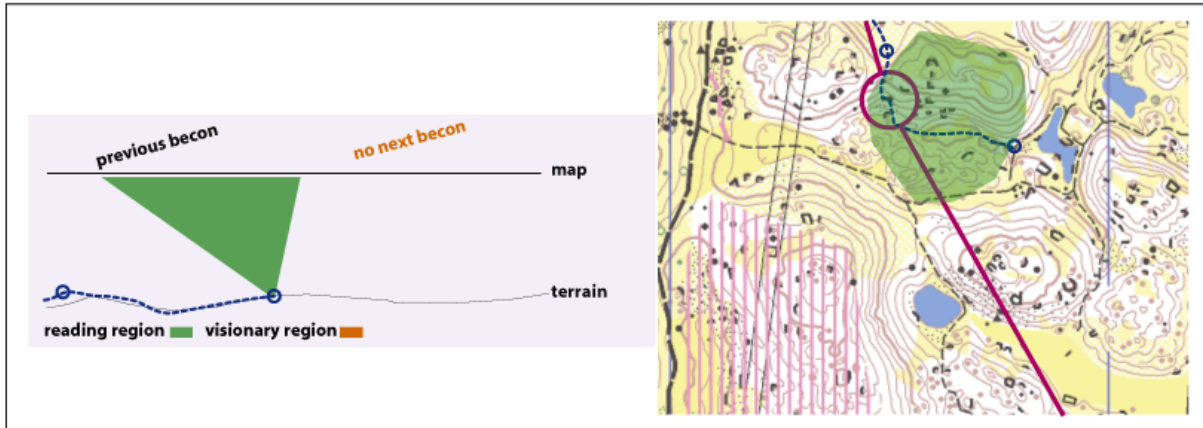 previous becon
no next becon
map
terrain
reading region visionary region